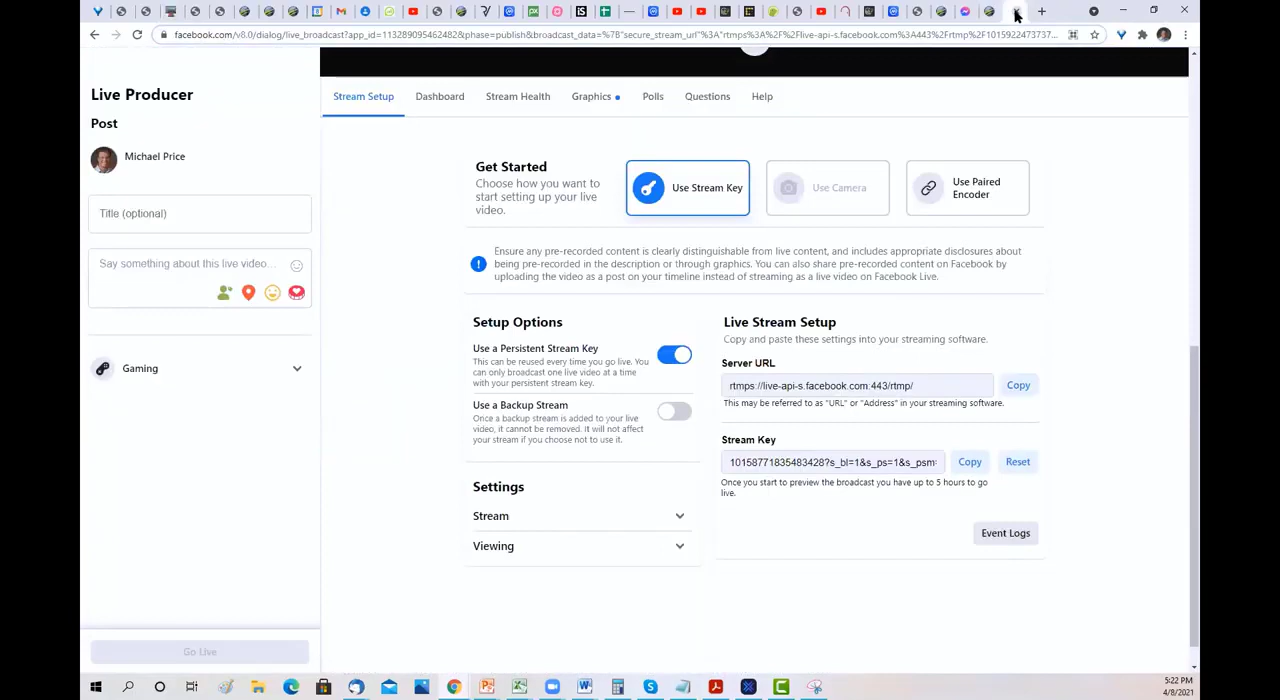 facebook.com/v8.0/dialog/live_broadcast?app_id=113289095462482&phase=publish&broadcast_data=%7B"secure_stream_url"%3A"rtmps%3A%2F%2Flive-api-s.facebook.com%3A443%2Frtmp%2F1015922473737...
Live Producer
Post
Michael Price
Title (optional)
Say something about this live video...
Gaming
Go Live
Stream Setup Dashboard Stream Health Graphics Polls Questions Help
Get Started
Choose how you want to
start setting up your live
video.
Use Stream Key
Use Camera
Use Paired
Encoder
Ensure any pre-recorded content is clearly distinguishable from live content, and includes appropriate disclosures about
being pre-recorded in the description or through graphics. You can also share pre-recorded content on Facebook by
uploading the video as a post on your timeline instead of streaming as a live video on Facebook Live.
Setup Options
Use a Persistent Stream Key
This can be reused every time you go live. You
can only broadcast one live video at a time
with your persistent stream key.
Use a Backup Stream
Once a backup stream is added to your live
video, it cannot be removed. It will not affect
your stream if you choose not to use it.
Settings
Stream
Viewing
Live Stream Setup
Copy and paste these settings into your streaming software.
Server URL
rtmps://live-api-s.facebook.com:443/rtmp/ Copy
This may be referred to as "URL" or "Address" in your streaming software.
Stream Key
10158771835483428?s_bl=1&s_ps=1&s_psm= Copy Reset
Once you start to preview the broadcast you have up to 5 hours to go
live.
Event Logs
5:22 PM
4/8/2021